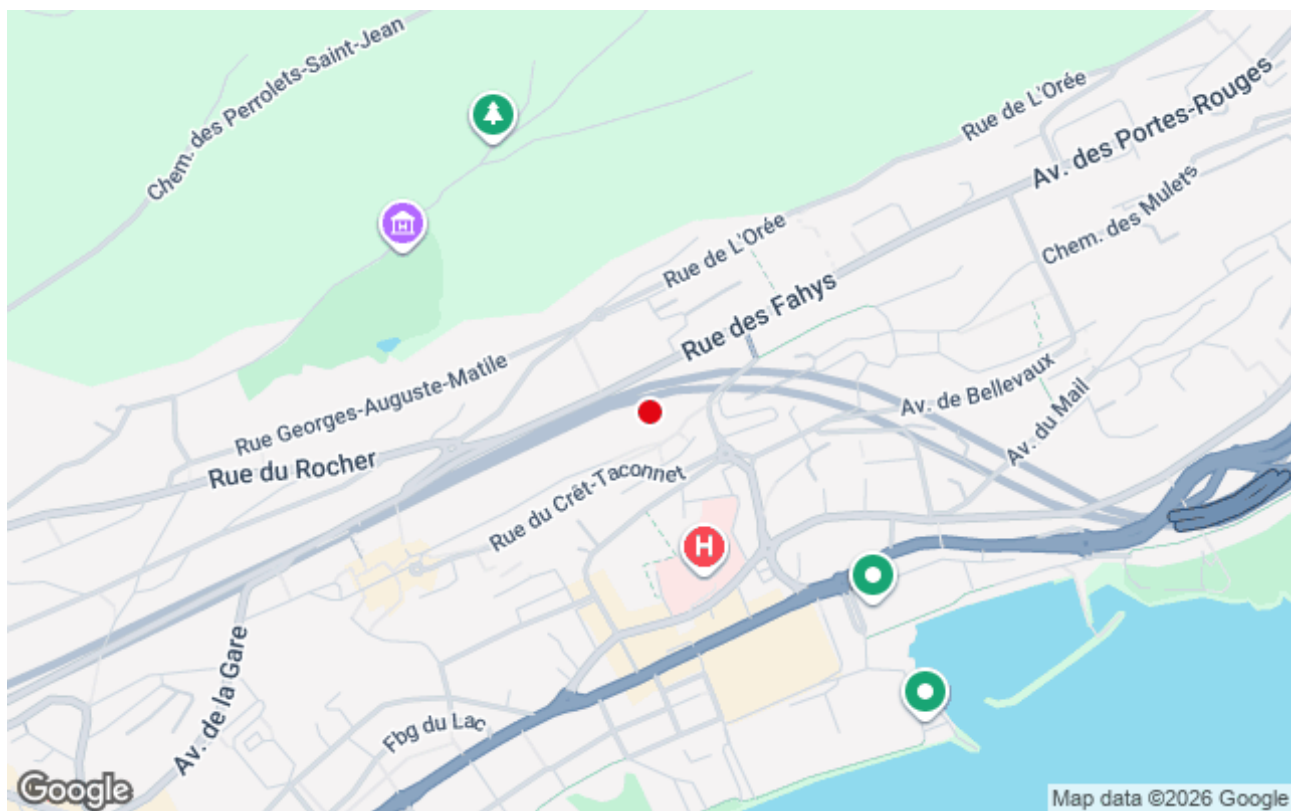 Chem. des Perrolets-Saint-Jean
Rue de L'Orée
Av. des Portes-Rouges
Chem. des Mulets
Rue de L'Orée
Rue des Fahys
Rue Georges-Auguste-Matile
Av. de Bellevaux
Av. du Mail
Rue du Rocher
Rue du Crêt-Taconnet
H
Av. de la Gare
Fbg du Lac
Google
Map data ©2026 Google